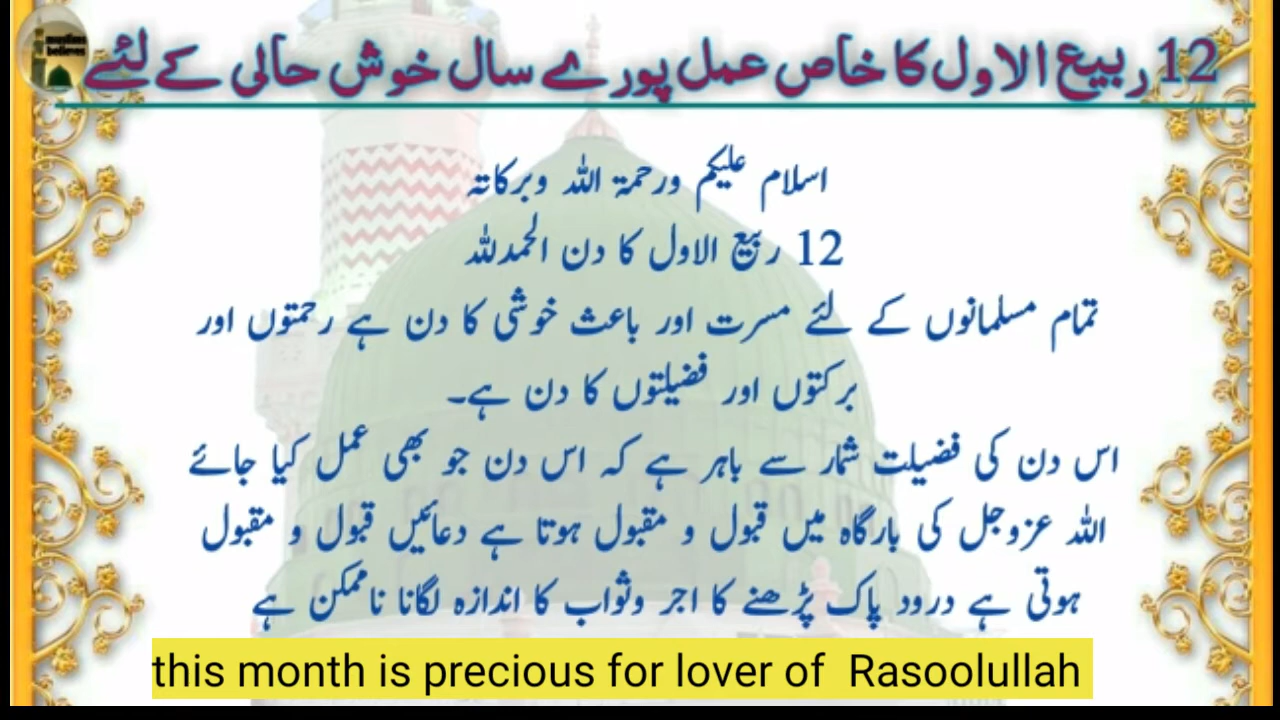 muslims
believes
12 ربیع الاول کا خاص عمل پورے سال خوش حالی کے لئے
اسلام علیکم ورحمۃ اللہ وبرکاتہ
12 ربیع الاول کا دن الحمدللہ
تمام مسلمانوں کے لئے مسرت اور باعث خوشی کا دن ہے رحمتوں اور
برکتوں اور فضیلتوں کا دن ہے۔
اس دن کی فضیلت شمار سے باہر ہے کہ اس دن جو بھی عمل کیا جائے
اللہ عزوجل کی بارگاہ میں قبول و مقبول ہوتا ہے دعائیں قبول و مقبول
ہوتی ہے درود پاک پڑھنے کا اجر وثواب کا اندازہ لگانا ناممکن ہے
this month is precious for lover of Rasoolullah